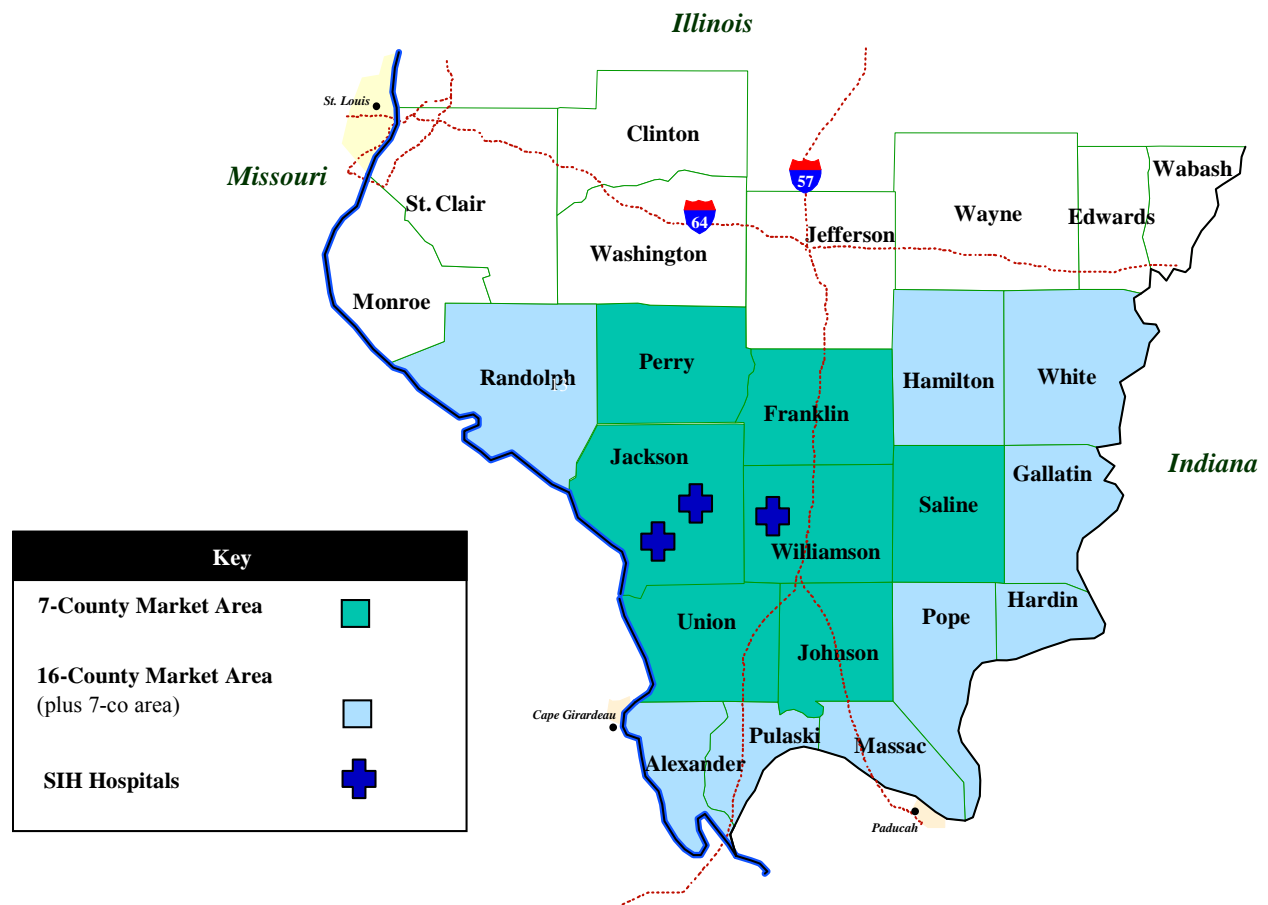 Illinois
St. Louis
Clinton
57
Wabash
Missouri
St. Clair
64
Wayne
Edwards
Jefferson
Washington
Monroe
Perry
Randolph
13
Hamilton
White
Franklin
Jackson
Gallatin
Indiana
Saline
Williamson
Key
7-County Market Area
16-County Market Area
(plus 7-co area)
SIH Hospitals
Union
Pope
Hardin
Johnson
Cape Girardeau
Pulaski
Massac
Alexander
Paducah